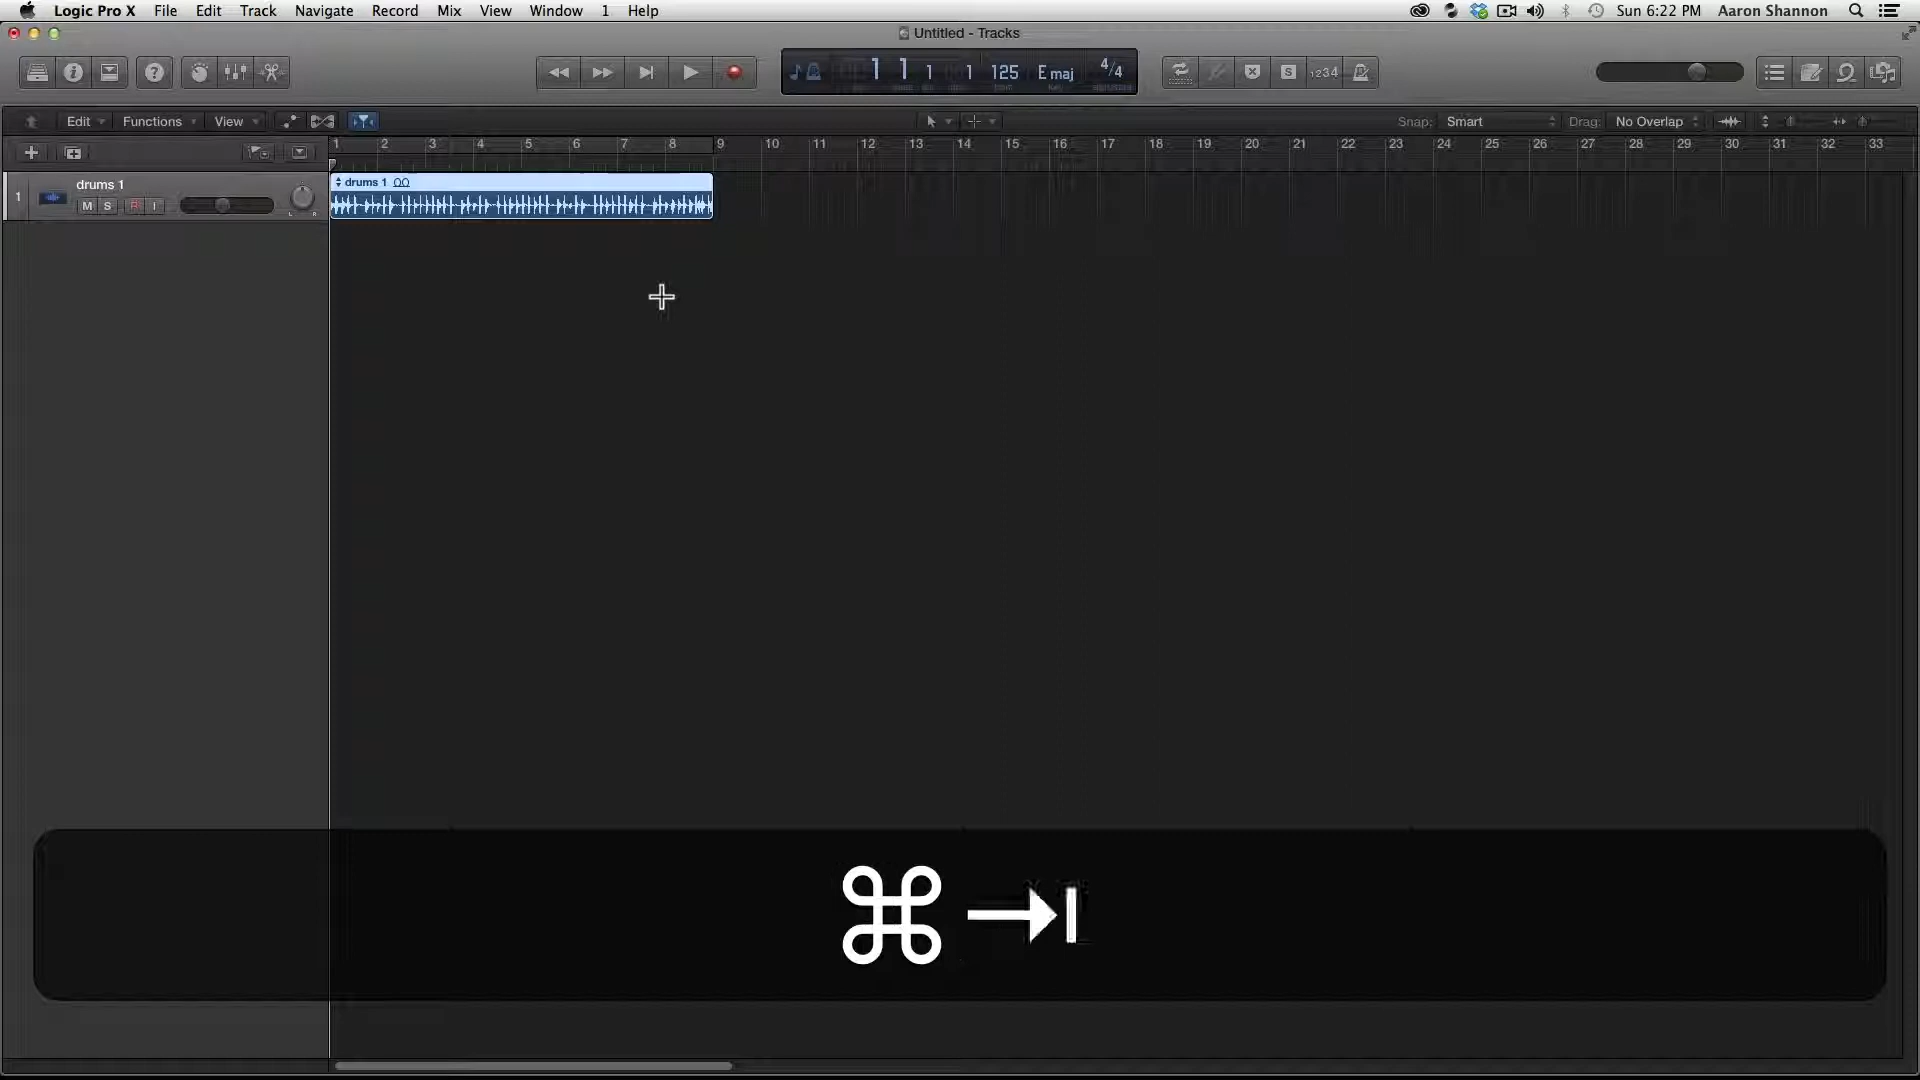 Logic Pro X File Edit Track Navigate Record Mix View Window 1 Help Sun 6:22 PM Aaron Shannon
Untitled - Tracks
1 1 1 1 125 E maj 4/4 S 1234
Edit Functions View Snap: Smart Drag: No Overlap
1 2 3 4 5 6 7 8 9 10 11 12 13 14 15 16 17 18 19 20 21 22 23 24 25 26 27 28 29 30 31 32 33
1 drums 1
M S R I L R
drums 1
⌘ →|